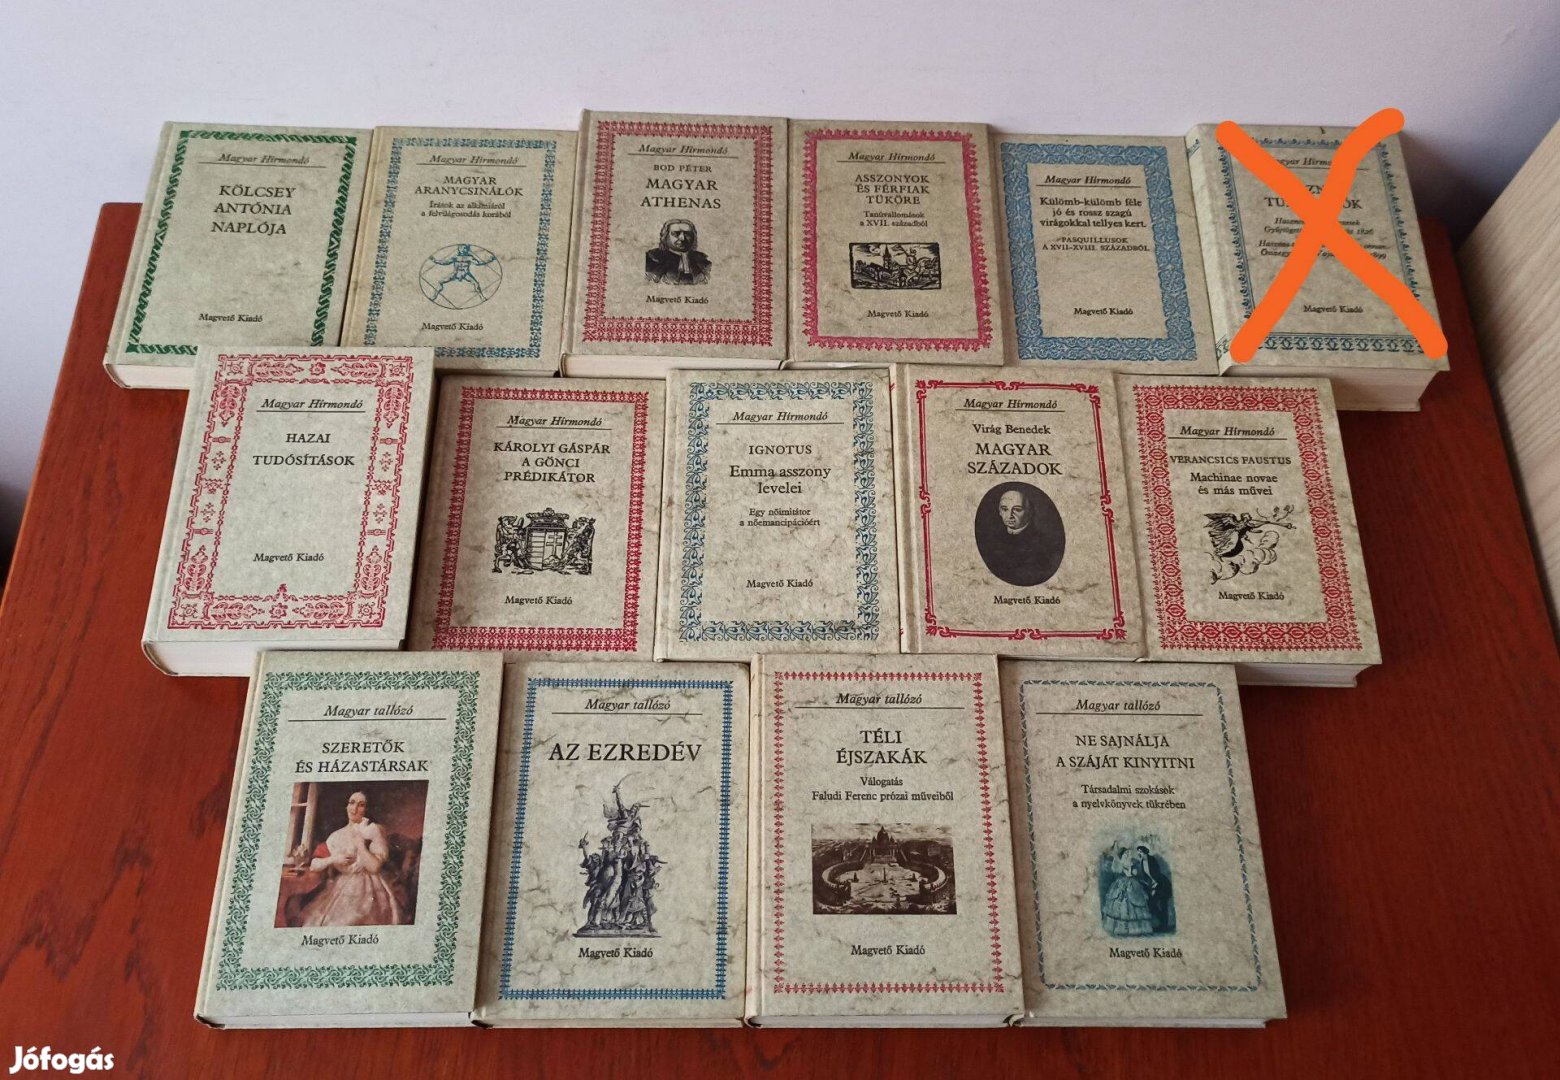 Magyar Hírmondó
KÖLCSEY
ANTÓNIA
NAPLÓJA
Magvető Kiadó
Magyar Hírmondó
MAGYAR
ARANYCSINÁLÓK
Írások az alkímiáról
a felvilágosodás korából
Magvető Kiadó
Magyar Hírmondó
BOD PÉTER
MAGYAR
ATHENAS
Magvető Kiadó
Magyar Hírmondó
ASSZONYOK
ÉS FÉRFIAK
TÜKÖRE
Tanúvallomások
a XVII. századból
Magvető Kiadó
Magyar Hírmondó
Külömb-külömb féle
jó és rossz szagú
virágokkal tellyes kert.
PASQUILLUSOK
A XVII–XVIII. SZÁZADBÓL
Magvető Kiadó
Magvető Kiadó
Magyar Hírmondó
HAZAI
TUDÓSÍTÁSOK
Magvető Kiadó
Magyar Hírmondó
KÁROLYI GÁSPÁR
A GÖNCI
PRÉDIKÁTOR
Magvető Kiadó
Magyar Hírmondó
IGNOTUS
Emma asszony
levelei
Egy nőimitátor
a nőemancipációért
Magvető Kiadó
Magyar Hírmondó
Virág Benedek
MAGYAR
SZÁZADOK
Magvető Kiadó
Magyar Hírmondó
VERANCSICS FAUSTUS
Machinae novae
és más művei
Magvető Kiadó
Magyar tallózó
SZERETŐK
ÉS HÁZASTÁRSAK
Magvető Kiadó
Magyar tallózó
AZ EZREDÉV
Magvető Kiadó
Magyar tallózó
TÉLI
ÉJSZAKÁK
Válogatás
Faludi Ferenc prózai műveiből
Magvető Kiadó
Magyar tallózó
NE SAJNÁLJA
A SZÁJÁT KINYITNI
Társadalmi szokások
a nyelvkönyvek tükrében
Magvető Kiadó
Jófogás